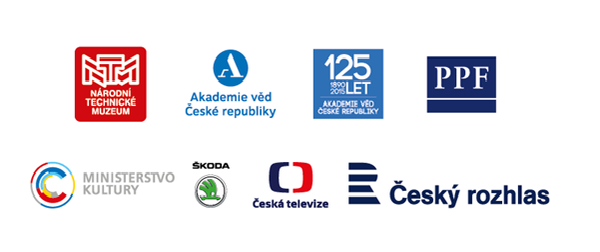 NTM
NÁRODNÍ
TECHNICKÉ
MUZEUM
Akademie věd
České republiky
125
1890
2015
LET
AKADEMIE VĚD
ČESKÉ REPUBLIKY
PPF
MINISTERSTVO
KULTURY
ŠKODA
Česká televize
Český rozhlas